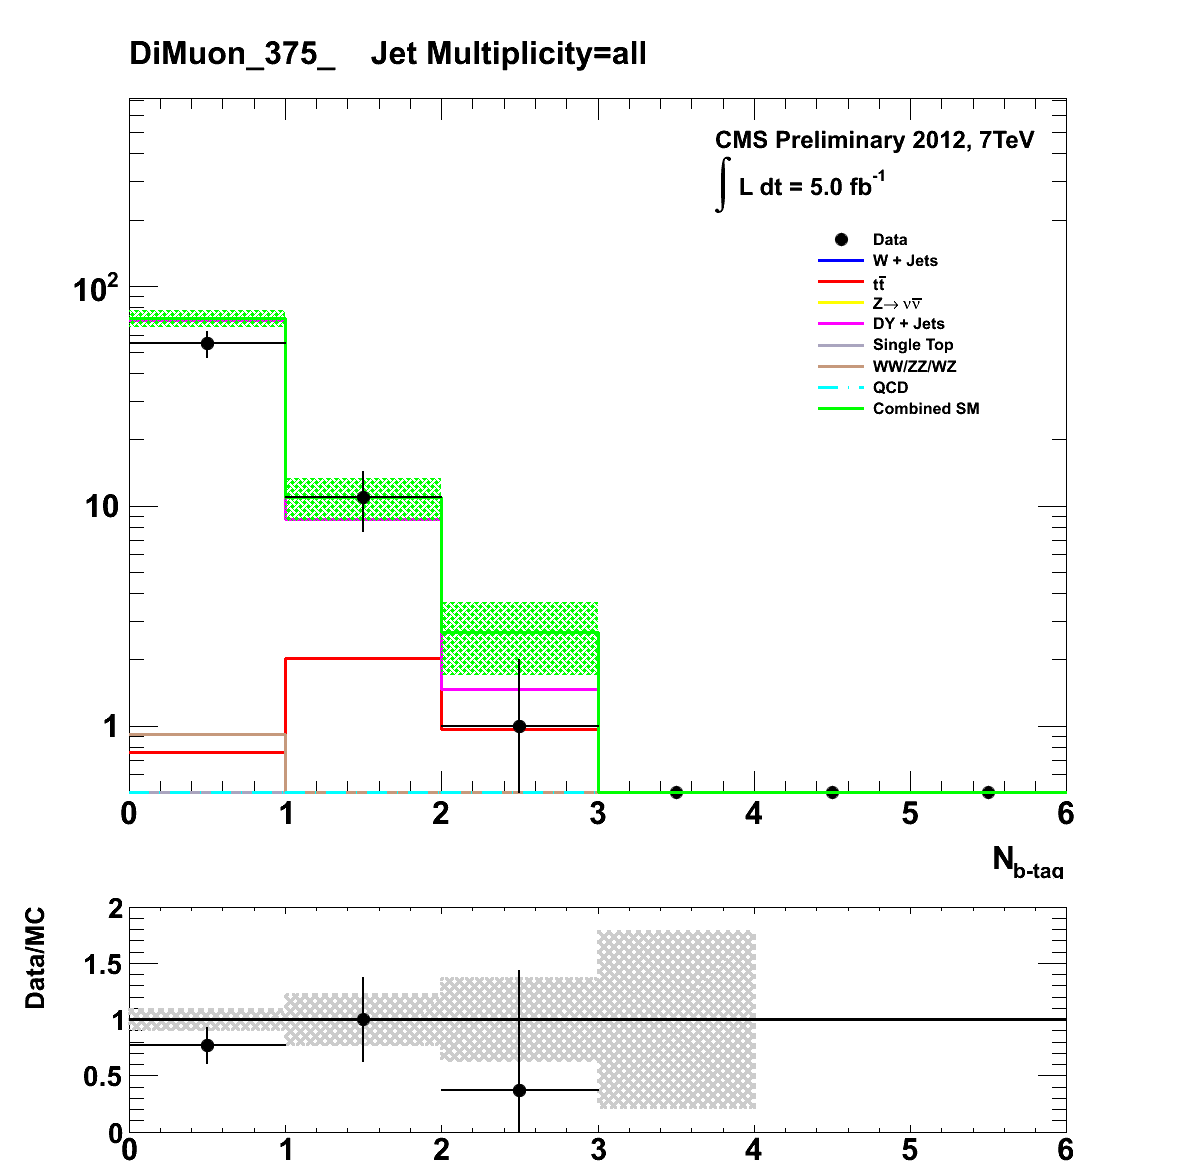 DiMuon_375_ Jet Multiplicity=all
CMS Preliminary 2012, 7TeV
∫ L dt = 5.0 fb⁻¹
Data
W + Jets
tt̅
Z→ νν̅
DY + Jets
Single Top
WW/ZZ/WZ
QCD
Combined SM
10²
10
1
0 1 2 3 4 5 6
N_b-tag
Data/MC
2
1.5
1
0.5
0
0 1 2 3 4 5 6